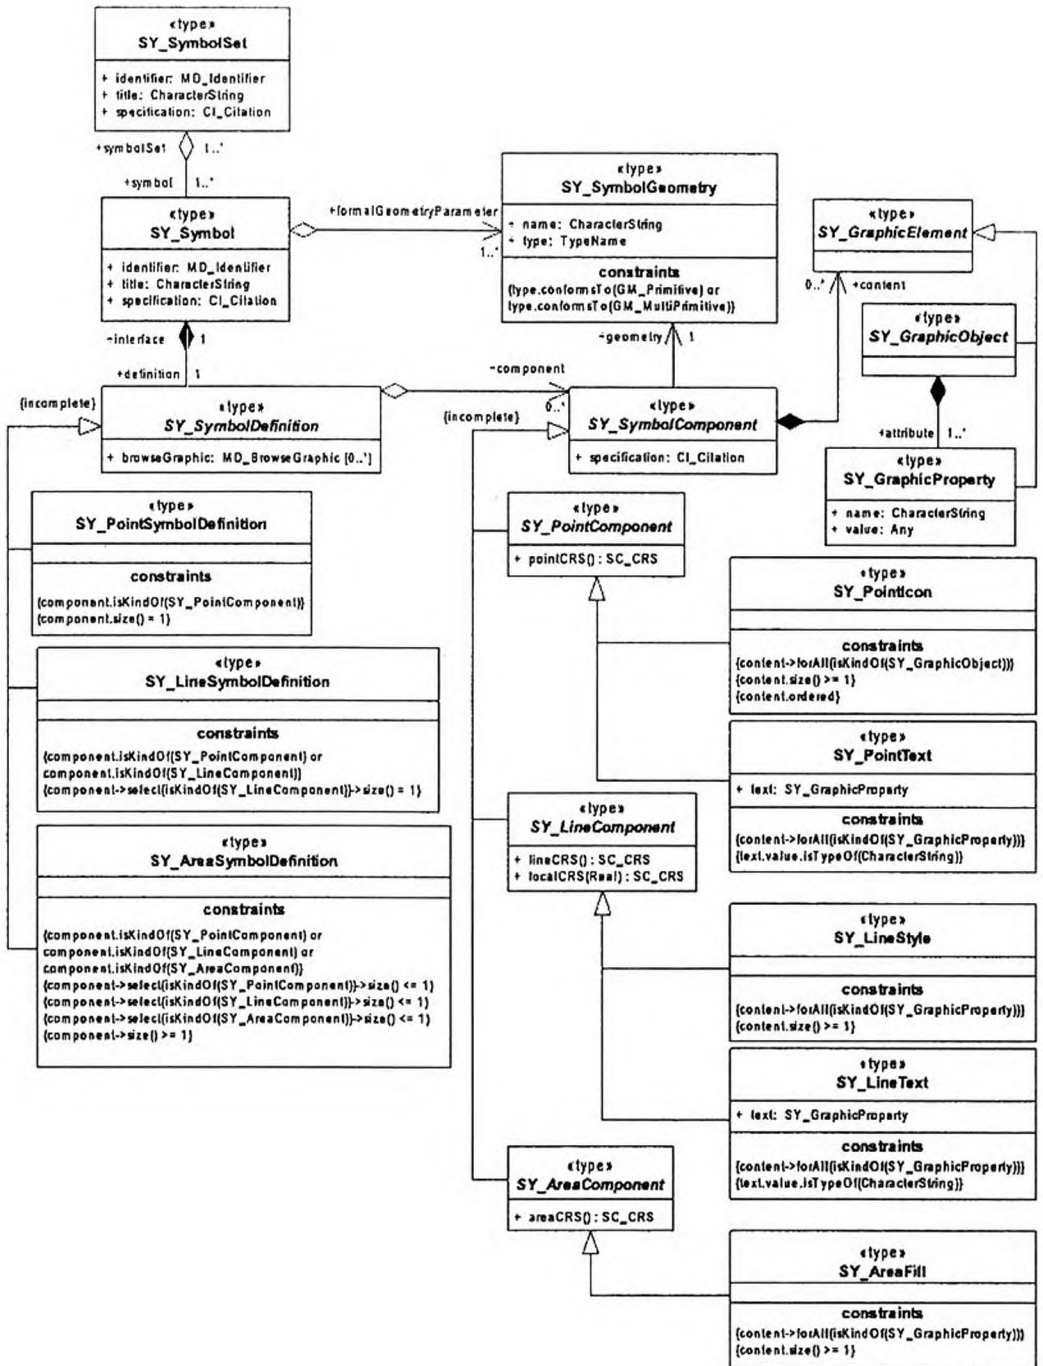 «type»
SY_SymbolSet
+ identifier: MD_Identifier
+ title: CharacterString
+ specification: CI_Citation
+symbolSet 1..*
+symbol 1..*
«type»
SY_Symbol
+ identifier: MD_Identifier
+ title: CharacterString
+ specification: CI_Citation
+formalGeometryParameter
1..*
«type»
SY_SymbolGeometry
+ name: CharacterString
+ type: TypeName
constraints
{type.conformsTo(GM_Primitive) or
type.conformsTo(GM_MultiPrimitive)}
«type»
SY_GraphicElement
0..* +content
«type»
SY_GraphicObject
+attribute 1..*
«type»
SY_GraphicProperty
+ name: CharacterString
+ value: Any
-interface 1
+definition 1
-geometry 1
-component
0..*
{incomplete}
«type»
SY_SymbolDefinition
+ browseGraphic: MD_BrowseGraphic [0..*]
{incomplete}
«type»
SY_SymbolComponent
+ specification: CI_Citation
«type»
SY_PointSymbolDefinition
constraints
{component.isKindOf(SY_PointComponent)}
{component.size() = 1}
«type»
SY_LineSymbolDefinition
constraints
{component.isKindOf(SY_PointComponent) or
component.isKindOf(SY_LineComponent)}
{component->select(isKindOf(SY_LineComponent))->size() = 1}
«type»
SY_AreaSymbolDefinition
constraints
{component.isKindOf(SY_PointComponent) or
component.isKindOf(SY_LineComponent) or
component.isKindOf(SY_AreaComponent)}
{component->select(isKindOf(SY_PointComponent))->size() <= 1}
{component->select(isKindOf(SY_LineComponent))->size() <= 1}
{component->select(isKindOf(SY_AreaComponent))->size() <= 1}
{component->size() >= 1}
«type»
SY_PointComponent
+ pointCRS() : SC_CRS
«type»
SY_PointIcon
constraints
{content->forAll(isKindOf(SY_GraphicObject))}
{content.size() >= 1}
{content.ordered}
«type»
SY_PointText
+ text: SY_GraphicProperty
constraints
{content->forAll(isKindOf(SY_GraphicProperty))}
{text.value.isTypeOf(CharacterString)}
«type»
SY_LineComponent
+ lineCRS() : SC_CRS
+ localCRS(Real) : SC_CRS
«type»
SY_LineStyle
constraints
{content->forAll(isKindOf(SY_GraphicProperty))}
{content.size() >= 1}
«type»
SY_LineText
+ text: SY_GraphicProperty
constraints
{content->forAll(isKindOf(SY_GraphicProperty))}
{text.value.isTypeOf(CharacterString)}
«type»
SY_AreaComponent
+ areaCRS() : SC_CRS
«type»
SY_AreaFill
constraints
{content->forAll(isKindOf(SY_GraphicProperty))}
{content.size() >= 1}